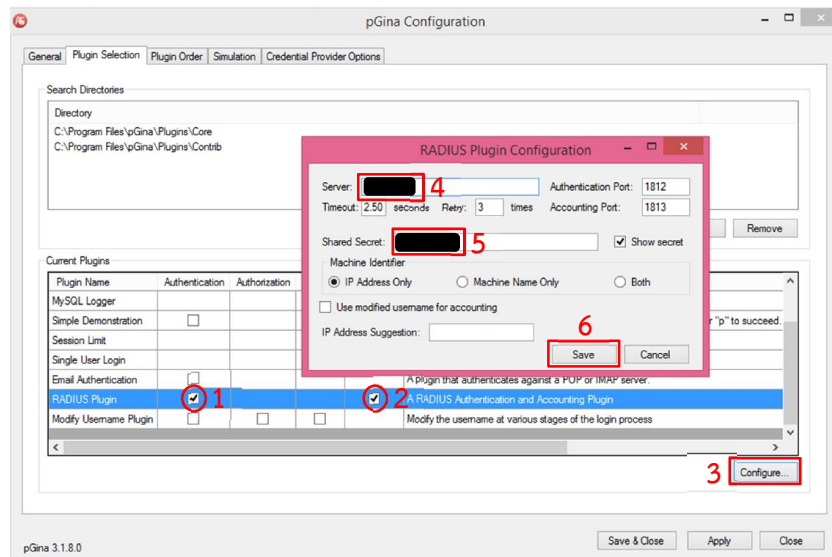 pGina Configuration
General Plugin Selection Plugin Order Simulation Credential Provider Options
Search Directories
Directory
C:\Program Files\pGina\Plugins\Core
C:\Program Files\pGina\Plugins\Contrib
Remove
RADIUS Plugin Configuration
Server: 4 Authentication Port: 1812
Timeout: 2.50 seconds Retry: 3 times Accounting Port: 1813
Shared Secret: 5 Show secret
Machine Identifier
IP Address Only Machine Name Only Both
Use modfied username for accounting
IP Address Suggestion:
6
Save Cancel
Current Plugins
Plugin Name Authentication Authorization
MySQL Logger
Simple Demonstration r "p" to succeed.
Session Limit
Single User Login
Email Authentication A plugin that authenticates against a POP or IMAP server.
RADIUS Plugin 1 2 A RADIUS Authentication and Accounting Plugin
Modify Username Plugin Modify the username at various stages of the login process
3 Configure...
pGina 3.1.8.0 Save & Close Apply Close